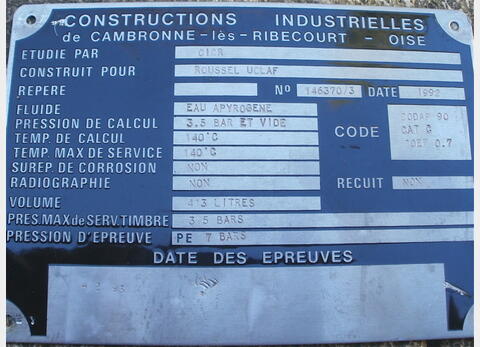 CONSTRUCTIONS INDUSTRIELLES
de CAMBRONNE-lès-RIBECOURT - OISE
ETUDIE PAR CICR
CONSTRUIT POUR ROUSSEL UCLAF
REPERE No 146370/3 DATE 1992
FLUIDE EAU APYROGENE
PRESSION DE CALCUL 3.5 BAR ET VIDE
TEMP. DE CALCUL 140°C
TEMP. MAX DE SERVICE 140°C
CODE CODAP 90
CAT C
COEF 0.7
SUREP. DE CORROSION NON
RADIOGRAPHIE NON RECUIT NON
VOLUME 413 LITRES
PRES. MAX de SERV. TIMBRE 3.5 BARS
PRESSION D'EPREUVE PE 7 BARS
DATE DES EPREUVES